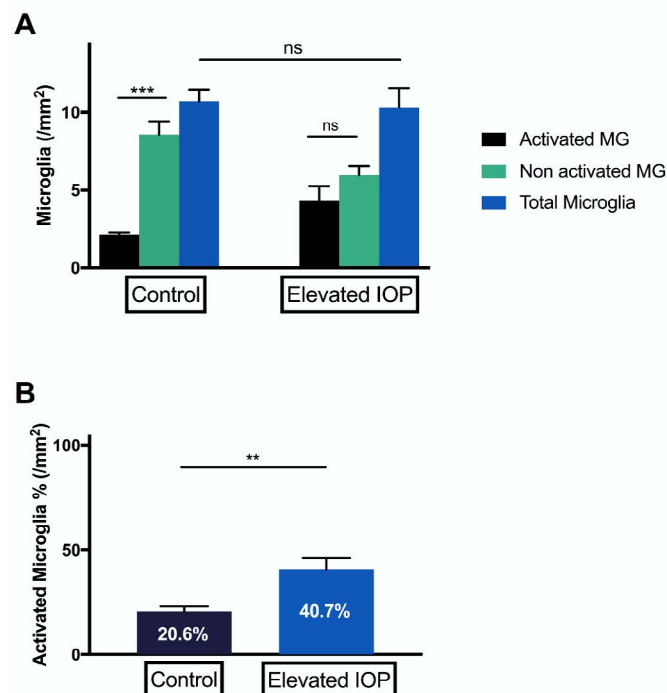 A
ns
***
ns
Microglia (/mm²)
10
5
0
Control
Elevated IOP
Activated MG
Non activated MG
Total Microglia
B
Activated Microglia % (/mm²)
100
50
0
**
20.6%
40.7%
Control
Elevated IOP